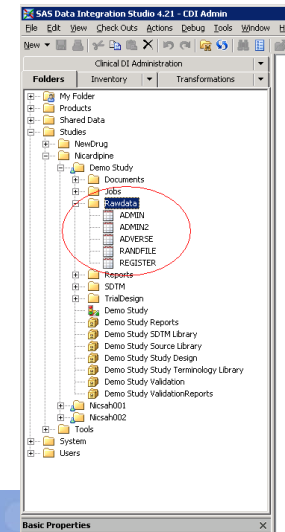 SAS Data Integration Studio 4.21 - CDI Admin
File Edit View Check Outs Actions Debug Tools Window H
New
Clinical DI Administration
Folders Inventory Transformations
My Folder
Products
Shared Data
Studies
NewDrug
Nicardipine
Demo Study
Documents
Jobs
Rawdata
ADMIN
ADMIN2
ADVERSE
RANDFILE
REGISTER
Reports
SDTM
TrialDesign
Demo Study
Demo Study Reports
Demo Study SDTM Library
Demo Study Source Library
Demo Study Study Design
Demo Study Study Terminology Library
Demo Study Validation
Demo Study ValidationReports
Nicsah001
Nicsah002
Tools
System
Users
Basic Properties